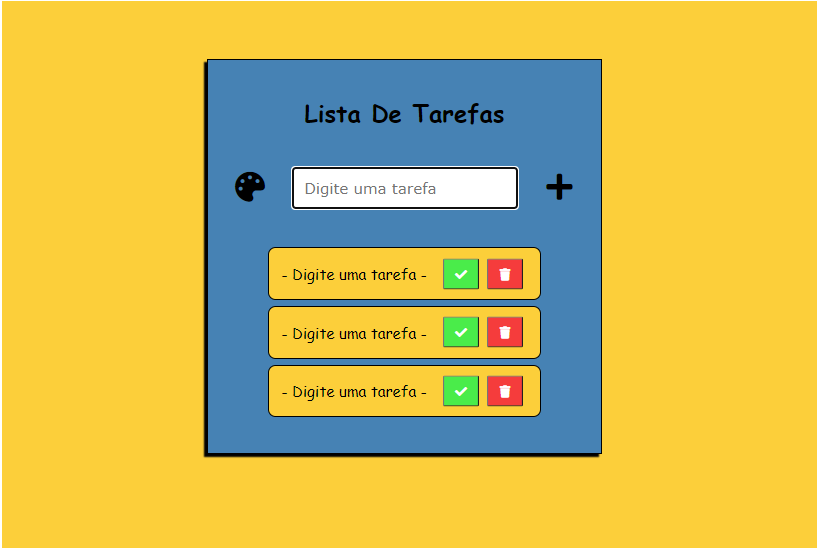 Lista De Tarefas
Digite uma tarefa
- Digite uma tarefa -
- Digite uma tarefa -
- Digite uma tarefa -